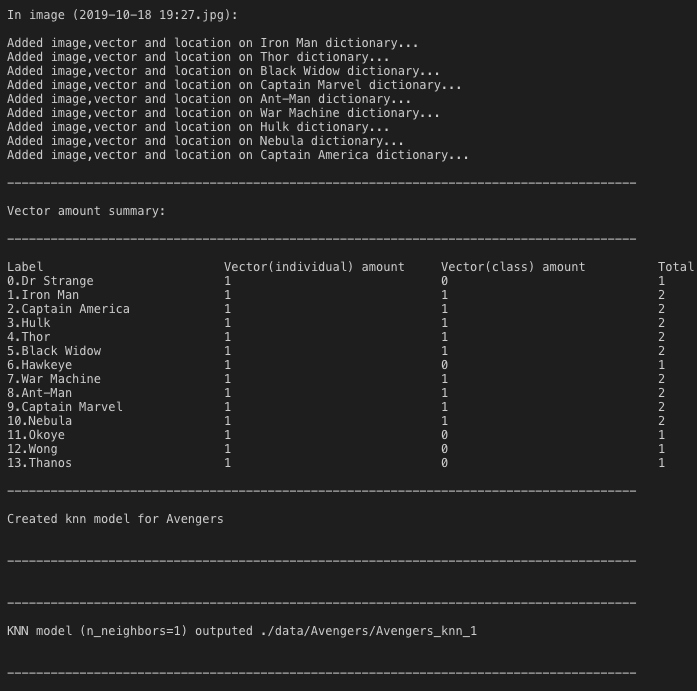 In image (2019-10-18 19:27.jpg):
Added image,vector and location on Iron Man dictionary...
Added image,vector and location on Thor dictionary...
Added image,vector and location on Black Widow dictionary...
Added image,vector and location on Captain Marvel dictionary...
Added image,vector and location on Ant-Man dictionary...
Added image,vector and location on War Machine dictionary...
Added image,vector and location on Hulk dictionary...
Added image,vector and location on Nebula dictionary...
Added image,vector and location on Captain America dictionary...
---------------------------------------------------------------------------------------
Vector amount summary:
---------------------------------------------------------------------------------------
Label Vector(individual) amount Vector(class) amount Total
0.Dr Strange 1 0 1
1.Iron Man 1 1 2
2.Captain America 1 1 2
3.Hulk 1 1 2
4.Thor 1 1 2
5.Black Widow 1 1 2
6.Hawkeye 1 0 1
7.War Machine 1 1 2
8.Ant-Man 1 1 2
9.Captain Marvel 1 1 2
10.Nebula 1 1 2
11.Okoye 1 0 1
12.Wong 1 0 1
13.Thanos 1 0 1
---------------------------------------------------------------------------------------
Created knn model for Avengers
---------------------------------------------------------------------------------------
---------------------------------------------------------------------------------------
KNN model (n_neighbors=1) outputed ./data/Avengers/Avengers_knn_1
---------------------------------------------------------------------------------------